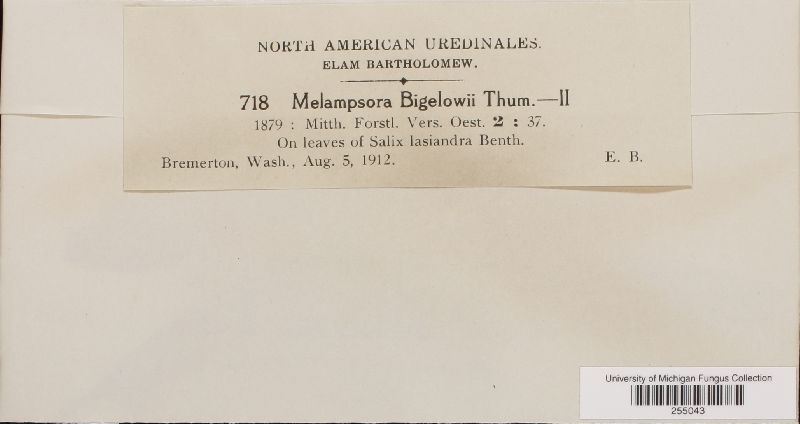 NORTH AMERICAN UREDINALES.
ELAM BARTHOLOMEW.
718 Melampsora Bigelowii Thum.—II
1879 : Mitth. Forstl. Vers. Oest. 2 : 37.
On leaves of Salix lasiandra Benth.
Bremerton, Wash., Aug. 5, 1912. E. B.
University of Michigan Fungus Collection
255043